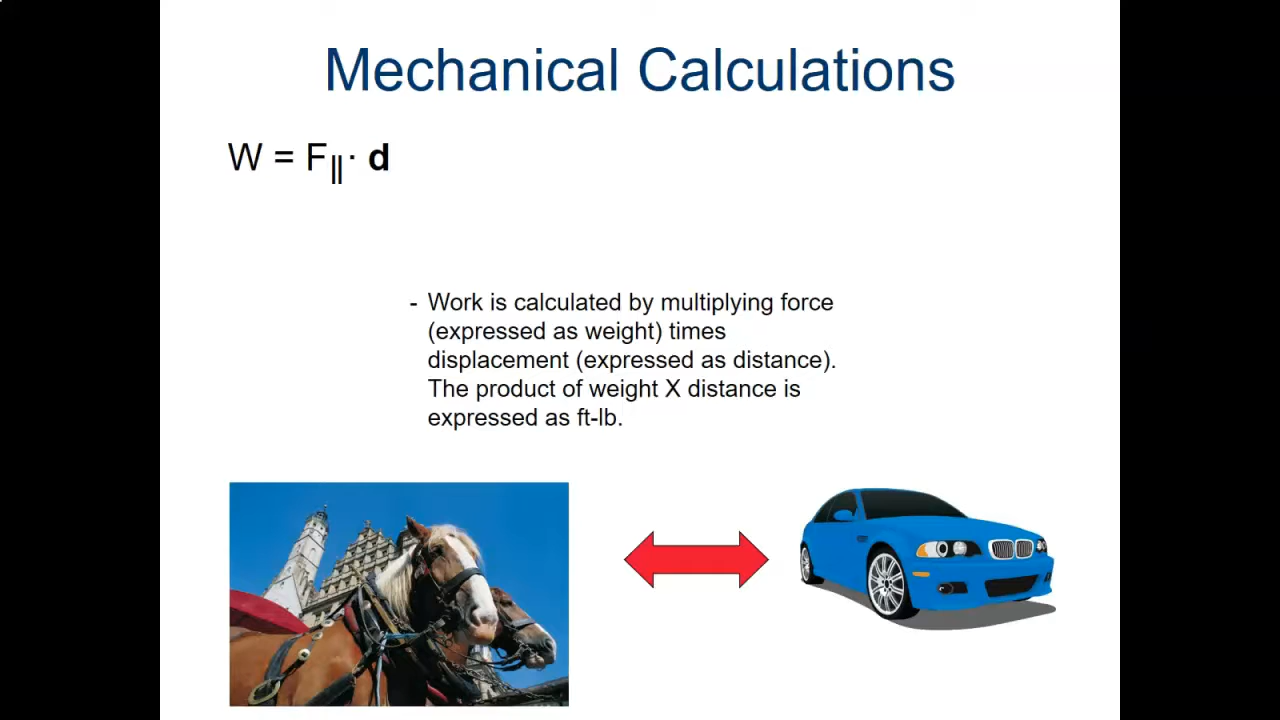 Mechanical Calculations
W = F∥· d
- Work is calculated by multiplying force
(expressed as weight) times
displacement (expressed as distance).
The product of weight X distance is
expressed as ft-lb.